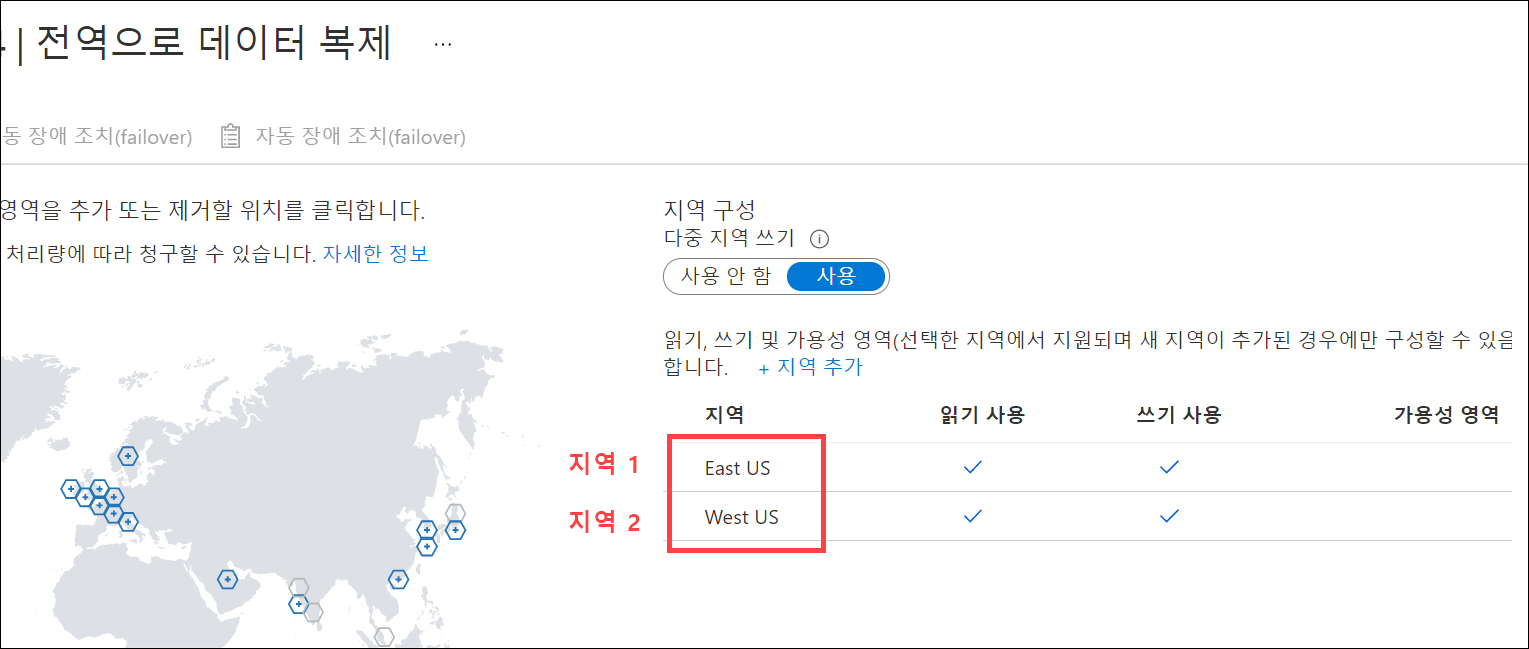 | 전역으로 데이터 복제 ...
동 장애 조치(failover) 자동 장애 조치(failover)
영역을 추가 또는 제거할 위치를 클릭합니다.
처리량에 따라 청구할 수 있습니다. 자세한 정보
지역 구성
다중 지역 쓰기
사용 안 함 사용
읽기, 쓰기 및 가용성 영역(선택한 지역에서 지원되며 새 지역이 추가된 경우에만 구성할 수 있음
합니다. + 지역 추가
지역 읽기 사용 쓰기 사용 가용성 영역
지역 1 East US
지역 2 West US